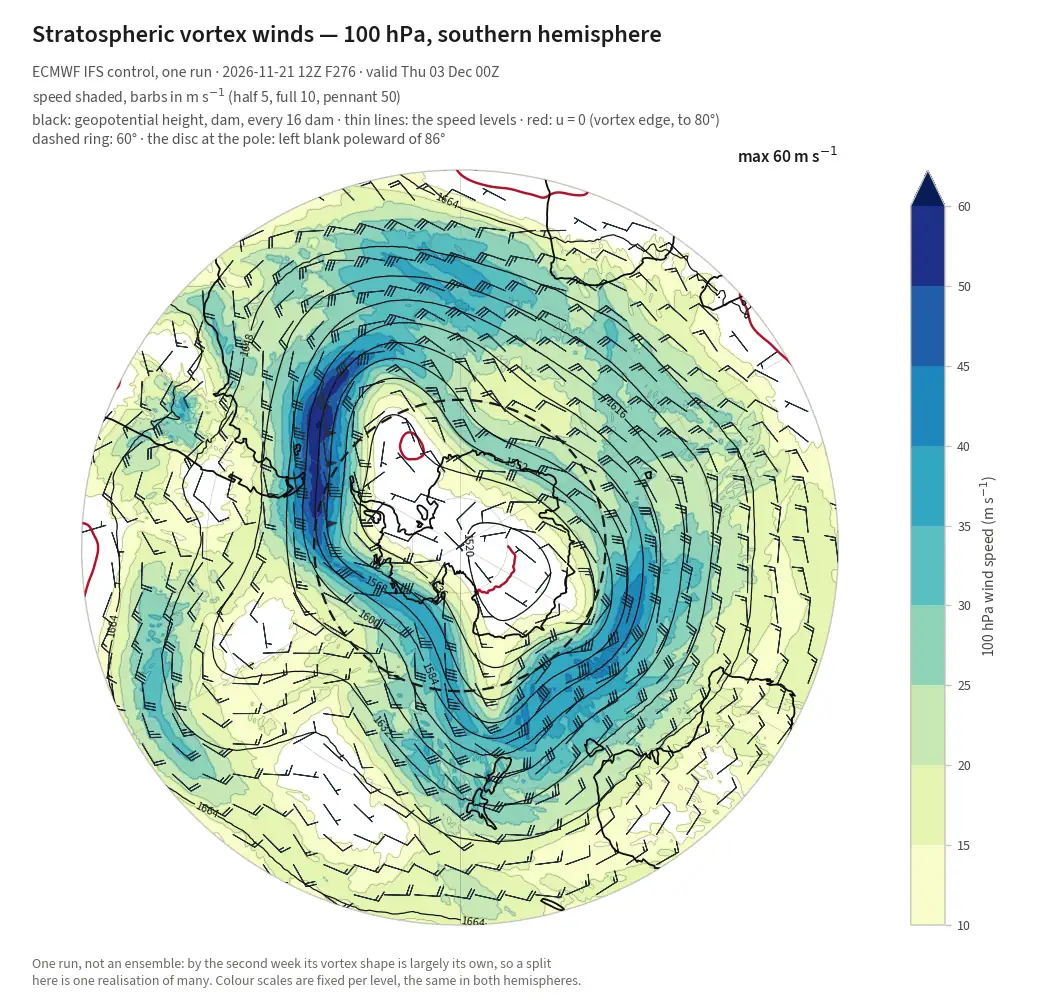 Stratospheric vortex winds — 100 hPa, southern hemisphere
ECMWF IFS control, one run · 2026-11-21 12Z F276 · valid Thu 03 Dec 00Z
speed shaded, barbs in m s⁻¹ (half 5, full 10, pennant 50)
black: geopotential height, dam, every 16 dam · thin lines: the speed levels · red: u = 0 (vortex edge, to 80°)
dashed ring: 60° · the disc at the pole: left blank poleward of 86°
max 60 m s⁻¹
60
50
45
40
35
30
25
20
15
10
100 hPa wind speed (m s⁻¹)
1664
1648
1616
1552
1520
1568
1600
1584
1632
1664
1664
1664
One run, not an ensemble: by the second week its vortex shape is largely its own, so a split
here is one realisation of many. Colour scales are fixed per level, the same in both hemispheres.